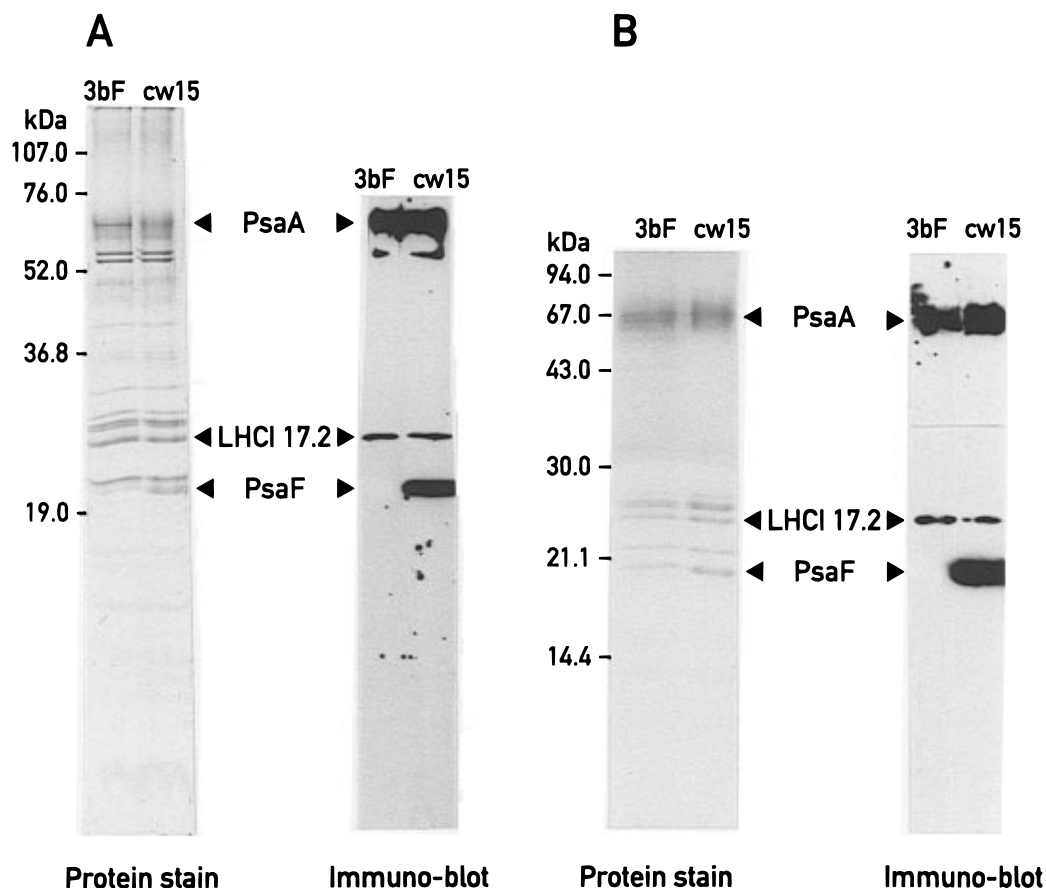 A
B
3bF cw15
kDa
107.0
76.0
52.0
36.8
19.0
3bF cw15
PsaA
LHCI 17.2
PsaF
Protein stain
Immuno-blot
3bF cw15
kDa
94.0
67.0
43.0
30.0
21.1
14.4
3bF cw15
PsaA
LHCI 17.2
PsaF
Protein stain
Immuno-blot